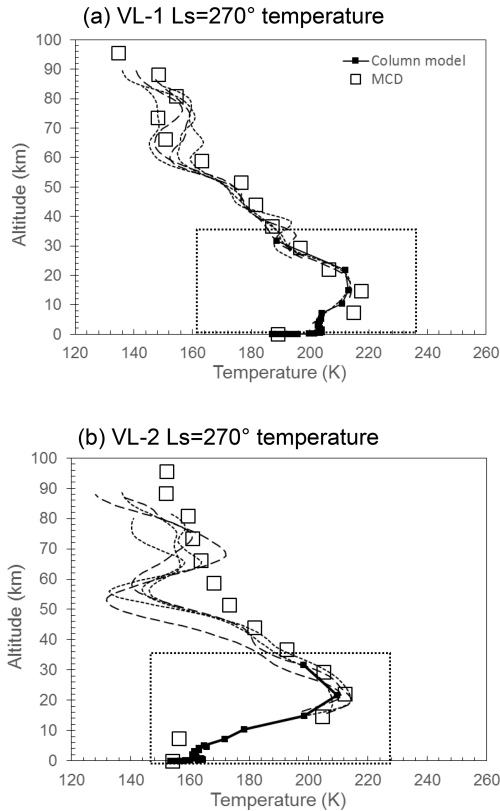 (a) VL-1 Ls=270° temperature
100
90
80
70
60
50
40
30
20
10
0
Altitude (km)
Column model
MCD
120 140 160 180 200 220 240 260
Temperature (K)
(b) VL-2 Ls=270° temperature
100
90
80
70
60
50
40
30
20
10
0
Altitude (km)
120 140 160 180 200 220 240 260
Temperature (K)